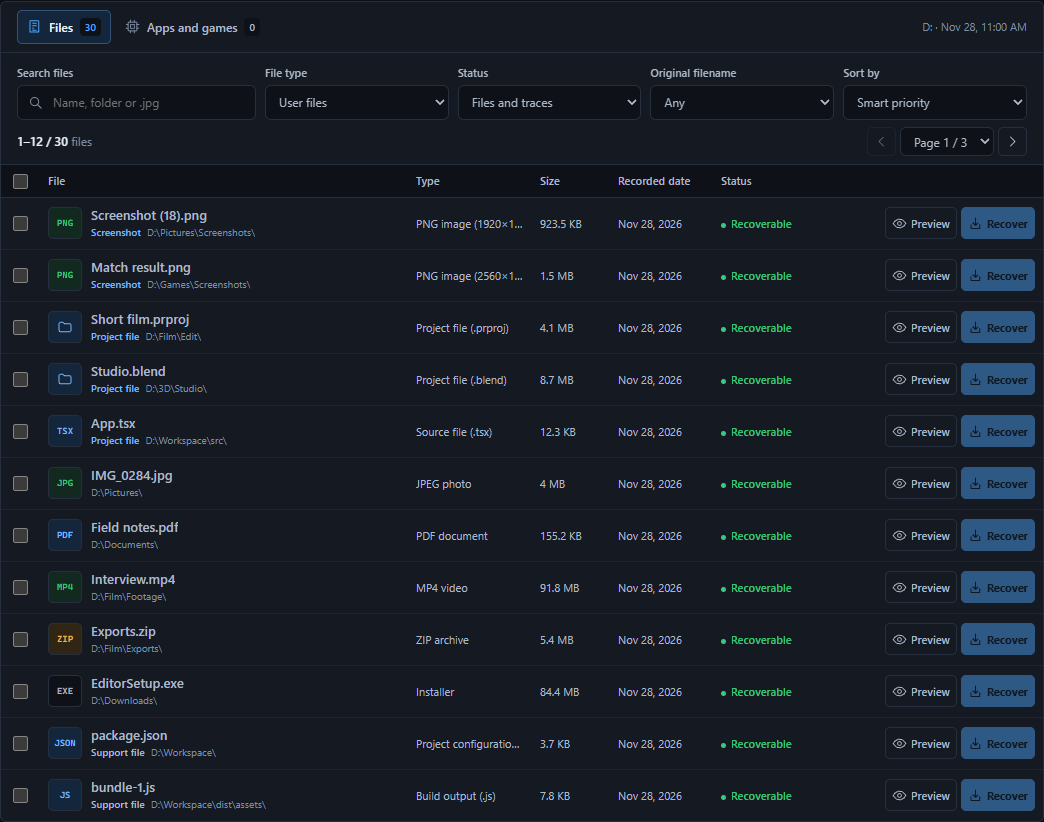 Files 30 Apps and games 0 D: · Nov 28, 11:00 AM
Search files File type Status Original filename Sort by
Name, folder or .jpg User files Files and traces Any Smart priority
1–12 / 30 files Page 1 / 3
File Type Size Recorded date Status
PNG Screenshot (18).png PNG image (1920×1... 923.5 KB Nov 28, 2026 Recoverable Preview Recover
Screenshot D:\Pictures\Screenshots\
PNG Match result.png PNG image (2560×1... 1.5 MB Nov 28, 2026 Recoverable Preview Recover
Screenshot D:\Games\Screenshots\
Short film.prproj Project file (.prproj) 4.1 MB Nov 28, 2026 Recoverable Preview Recover
Project file D:\Film\Edit\
Studio.blend Project file (.blend) 8.7 MB Nov 28, 2026 Recoverable Preview Recover
Project file D:\3D\Studio\
TSX App.tsx Source file (.tsx) 12.3 KB Nov 28, 2026 Recoverable Preview Recover
Project file D:\Workspace\src\
JPG IMG_0284.jpg JPEG photo 4 MB Nov 28, 2026 Recoverable Preview Recover
D:\Pictures\
PDF Field notes.pdf PDF document 155.2 KB Nov 28, 2026 Recoverable Preview Recover
D:\Documents\
MP4 Interview.mp4 MP4 video 91.8 MB Nov 28, 2026 Recoverable Preview Recover
D:\Film\Footage\
ZIP Exports.zip ZIP archive 5.4 MB Nov 28, 2026 Recoverable Preview Recover
D:\Film\Exports\
EXE EditorSetup.exe Installer 84.4 MB Nov 28, 2026 Recoverable Preview Recover
D:\Downloads\
JSON package.json Project configuratio... 3.7 KB Nov 28, 2026 Recoverable Preview Recover
Support file D:\Workspace\
JS bundle-1.js Build output (.js) 7.8 KB Nov 28, 2026 Recoverable Preview Recover
Support file D:\Workspace\dist\assets\